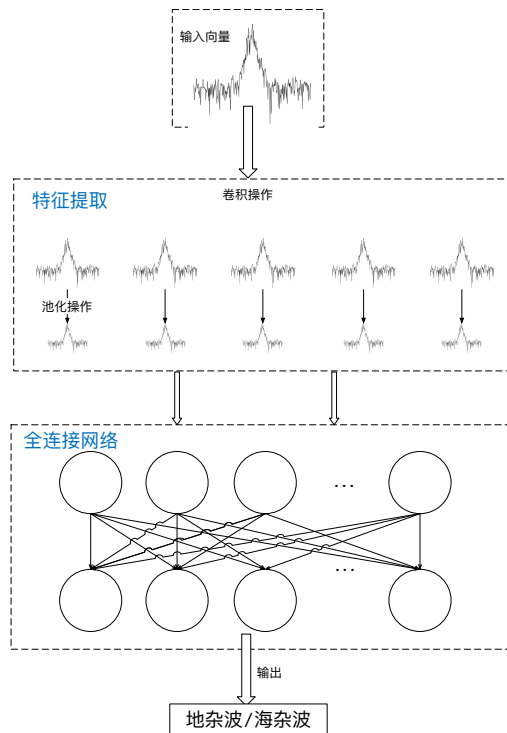 输入向量
卷积操作
特征提取
池化操作
全连接网络
...
...
输出
地杂波/海杂波